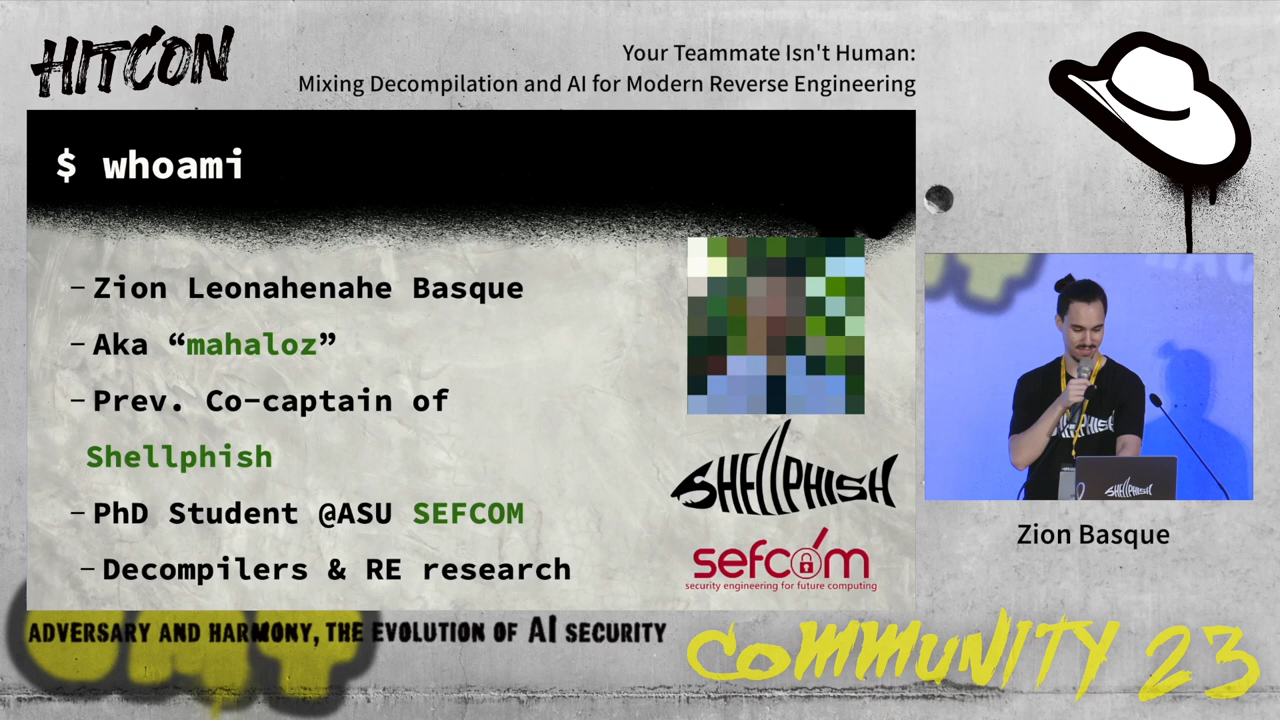 HITCON
Your Teammate Isn't Human:
Mixing Decompilation and AI for Modern Reverse Engineering
$ whoami
– Zion Leonahenahe Basque
– Aka “mahaloz”
– Prev. Co-captain of
Shellphish
– PhD Student @ASU SEFCOM
– Decompilers & RE research
SHELLPHISH
sefcom
security engineering for future computing
SHELLPHISH
SHELLPHISH
Zion Basque
ADVERSARY AND HARMONY, THE EVOLUTION OF AI SECURITY
COMMUNITY 23